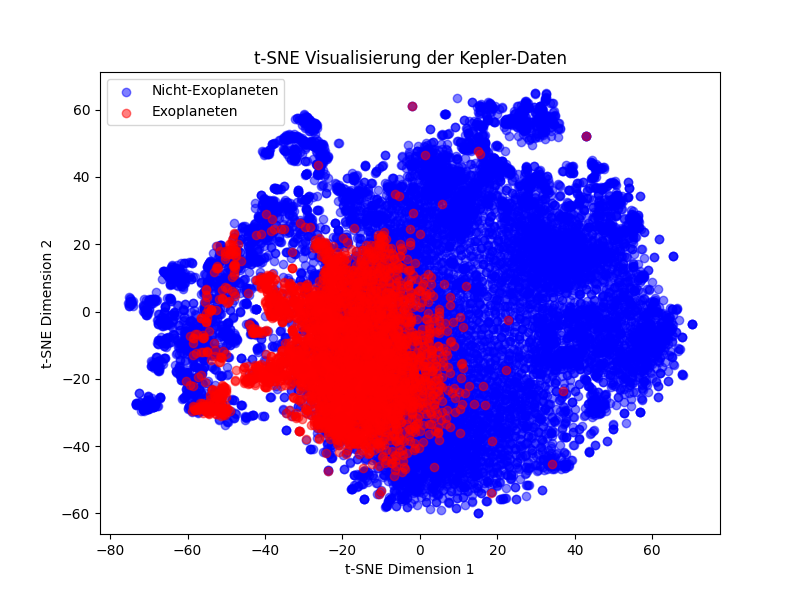 t-SNE Visualisierung der Kepler-Daten
Nicht-Exoplaneten
Exoplaneten
60
40
20
0
−20
−40
−60
t-SNE Dimension 2
−80 −60 −40 −20 0 20 40 60
t-SNE Dimension 1